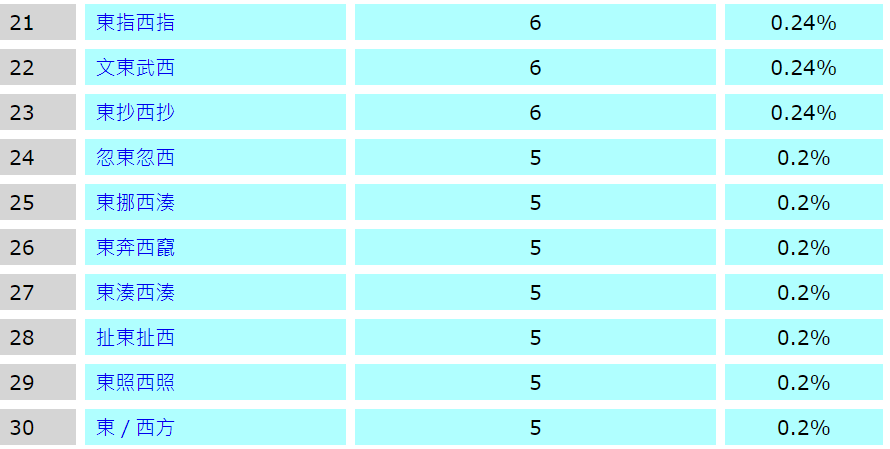 21 東指西指 6 0.24%
22 文東武西 6 0.24%
23 東抄西抄 6 0.24%
24 忽東忽西 5 0.2%
25 東挪西湊 5 0.2%
26 東奔西竄 5 0.2%
27 東湊西湊 5 0.2%
28 扯東扯西 5 0.2%
29 東照西照 5 0.2%
30 東 / 西方 5 0.2%